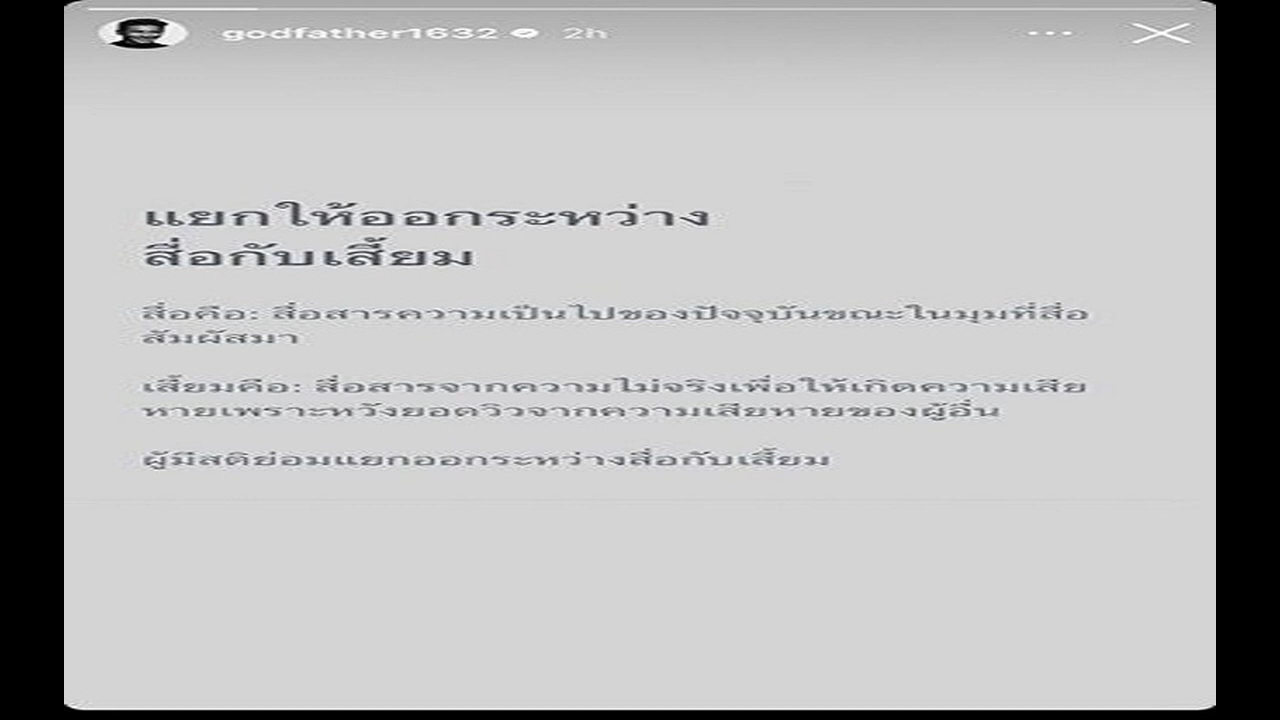 godfather1632 2h
แยกให้ออกระหว่าง
สื่อกับเสี้ยม
สื่อคือ: สื่อสารความเป็นไปของปัจจุบันขณะในมุมที่สื่อ
สัมผัสมา
เสี้ยมคือ: สื่อสารจากความไม่จริงเพื่อให้เกิดความเสีย
หายเพราะหวังยอดวิวจากความเสียหายของผู้อื่น
ผู้มีสติย่อมแยกออกระหว่างสื่อกับเสี้ยม